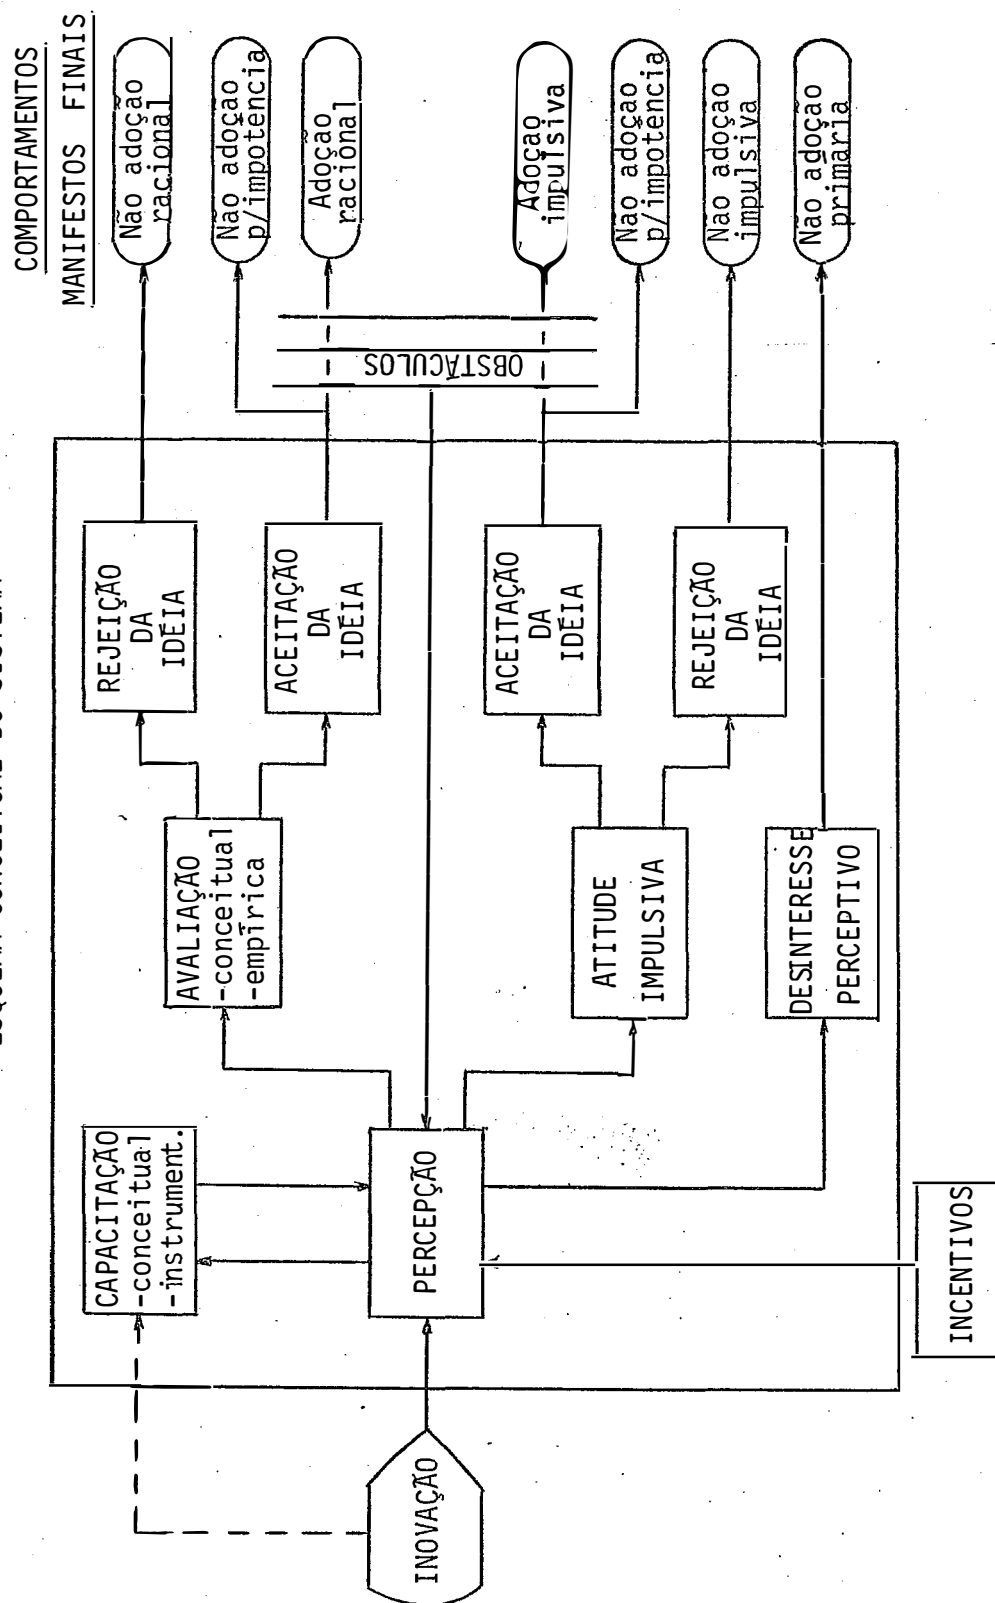 COMPORTAMENTOS
MANIFESTOS FINAIS
Não adoção
racional
Não adoção
p/impotência
Adoção
racional
Adoção
impulsiva
Não adoção
p/impotência
Não adoção
impulsiva
Não adoção
primária
OBSTÁCULOS
REJEIÇÃO
DA
IDÉIA
ACEITAÇÃO
DA
IDÉIA
ACEITAÇÃO
DA
IDÉIA
REJEIÇÃO
DA
IDÉIA
AVALIAÇÃO
-conceitual
-empírica
ATITUDE
IMPULSIVA
DESINTERESSE
PERCEPTIVO
CAPACITAÇÃO
-conceitual
-instrument.
PERCEPÇÃO
INCENTIVOS
INOVAÇÃO